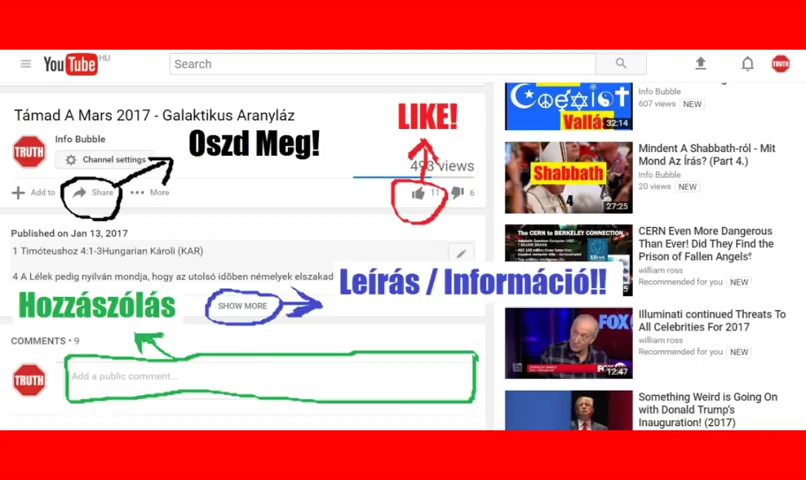 YouTube HU
Search
TRUTH
Támad A Mars 2017 - Galaktikus Aranyláz
LIKE!
TRUTH
Info Bubble
Channel settings
Oszd Meg!
493 views
Add to
Share
More
11
6
Published on Jan 13, 2017
1 Timóteushoz 4:1-3Hungarian Károli (KAR)
4 A Lélek pedig nyilván mondja, hogy az utolsó időben némelyek elszakad
Leírás / Információ!!
Hozzászólás
SHOW MORE
COMMENTS • 9
TRUTH
Add a public comment...
COEXIST
Vallás
32:14
Info Bubble
607 views NEW
Shabbath
4
27:25
Mindent A Shabbath-ról - Mit
Mond Az Írás? (Part 4.)
Info Bubble
20 views NEW
The CERN to BERKELEY CONNECTION
CERN Even More Dangerous
Than Ever! Did They Find the
Prison of Fallen Angels"
william ross
Recommended for you NEW
FOX
12:47
Illuminati continued Threats To
All Celebrities For 2017
william ross
Recommended for you NEW
Something Weird is Going On
with Donald Trump's
Inauguration! (2017)